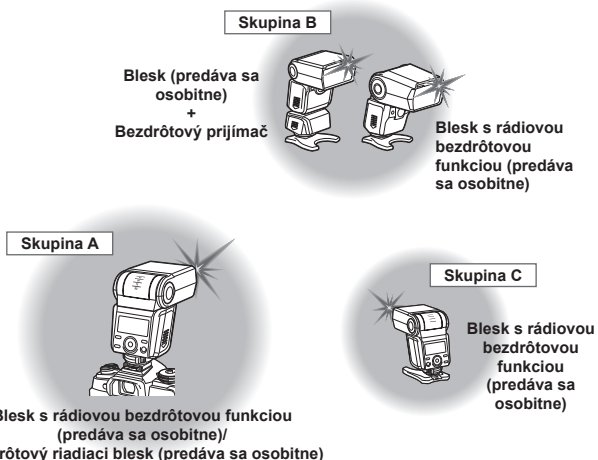 Skupina B
Blesk (predáva sa
osobitne)
+
Bezdrôtový prijímač
Blesk s rádiovou
bezdrôtovou
funkciou (predáva
sa osobitne)
Skupina A
Blesk s rádiovou bezdrôtovou funkciou
(predáva sa osobitne)/
riadiaci blesk (predáva sa osobitne)
Skupina C
Blesk s rádiovou
bezdrôtovou
funkciou
(predáva sa
osobitne)